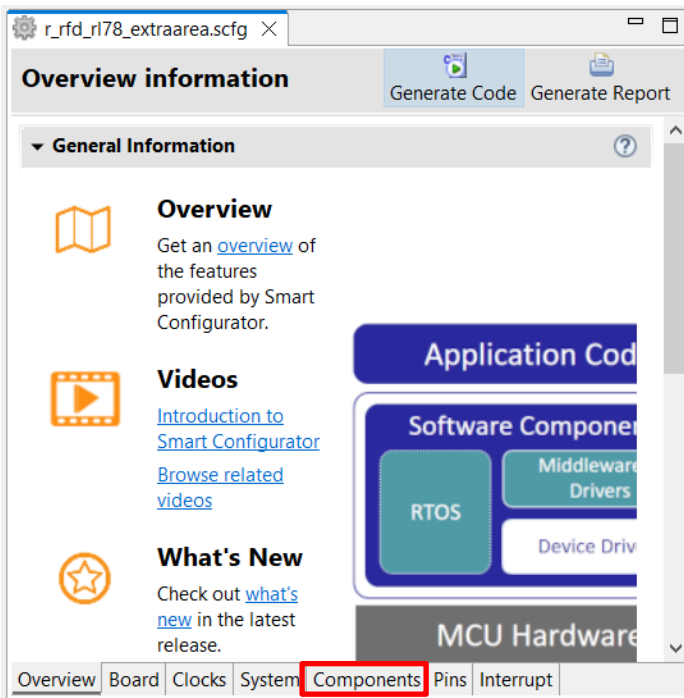 r_rfd_rl78_extraarea.scfg
Overview information
Generate Code
Generate Report
General Information
Overview
Get an overview of
the features
provided by Smart
Configurator.
Videos
Introduction to
Smart Configurator
Browse related
videos
What's New
Check out what's
new in the latest
release.
Application Cod
Software Componen
Middleware
Drivers
RTOS
Device Driv
MCU Hardware
Overview Board Clocks System Components Pins Interrupt